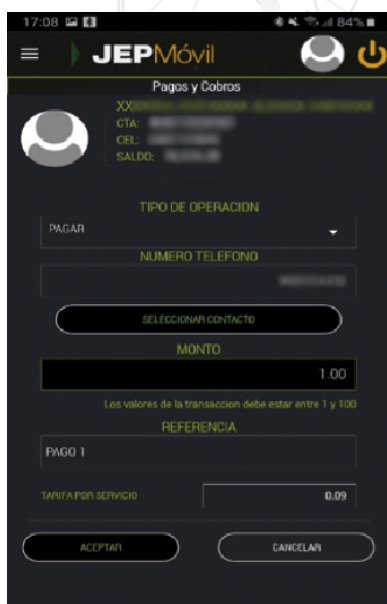 17:08 84%
JEPMóvil
Pagos y Cobros
CTA:
CEL:
SALDO:
TIPO DE OPERACION
PAGAR
NUMERO TELEFONO
SELECCIONAR CONTACTO
MONTO
1.00
Los valores de la transaccion debe estar entre 1 y 100
REFERENCIA
PAGO 1
TARIFA POR SERVICIO 0.09
ACEPTAR CANCELAR